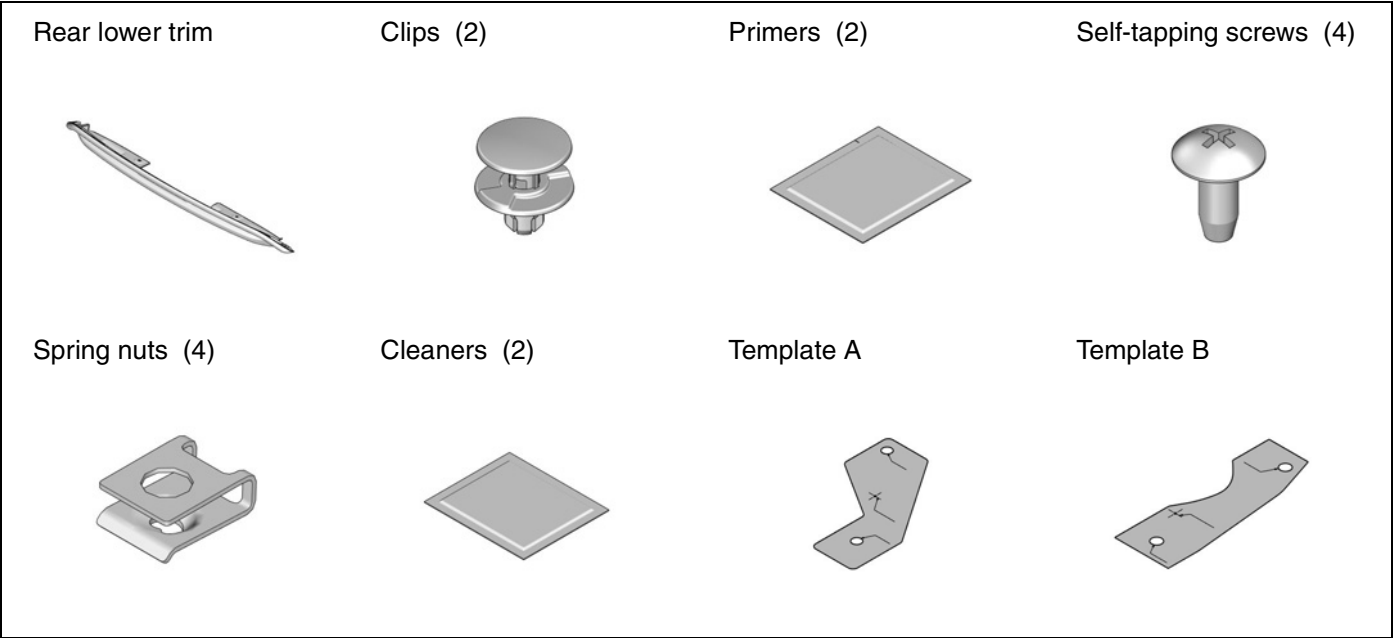 Rear lower trim
Clips (2)
Primers (2)
Self-tapping screws (4)
Spring nuts (4)
Cleaners (2)
Template A
Template B